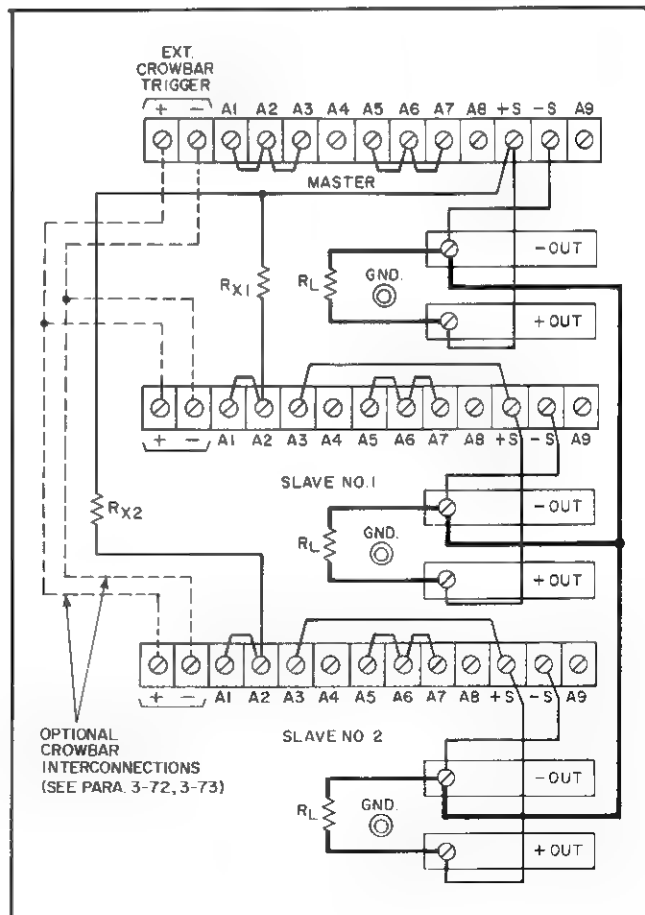 EXT.
CROWBAR
TRIGGER
+ − A1 A2 A3 A4 A5 A6 A7 A8 +S −S A9
MASTER
−OUT
RX1
RL
GND.
+OUT
+ − A1 A2 A3 A4 A5 A6 A7 A8 +S −S A9
SLAVE NO.1
−OUT
RX2
RL
GND.
+OUT
+ − A1 A2 A3 A4 A5 A6 A7 A8 +S −S A9
OPTIONAL
CROWBAR
INTERCONNECTIONS
(SEE PARA. 3-72, 3-73)
SLAVE NO 2
−OUT
RL
GND.
+OUT